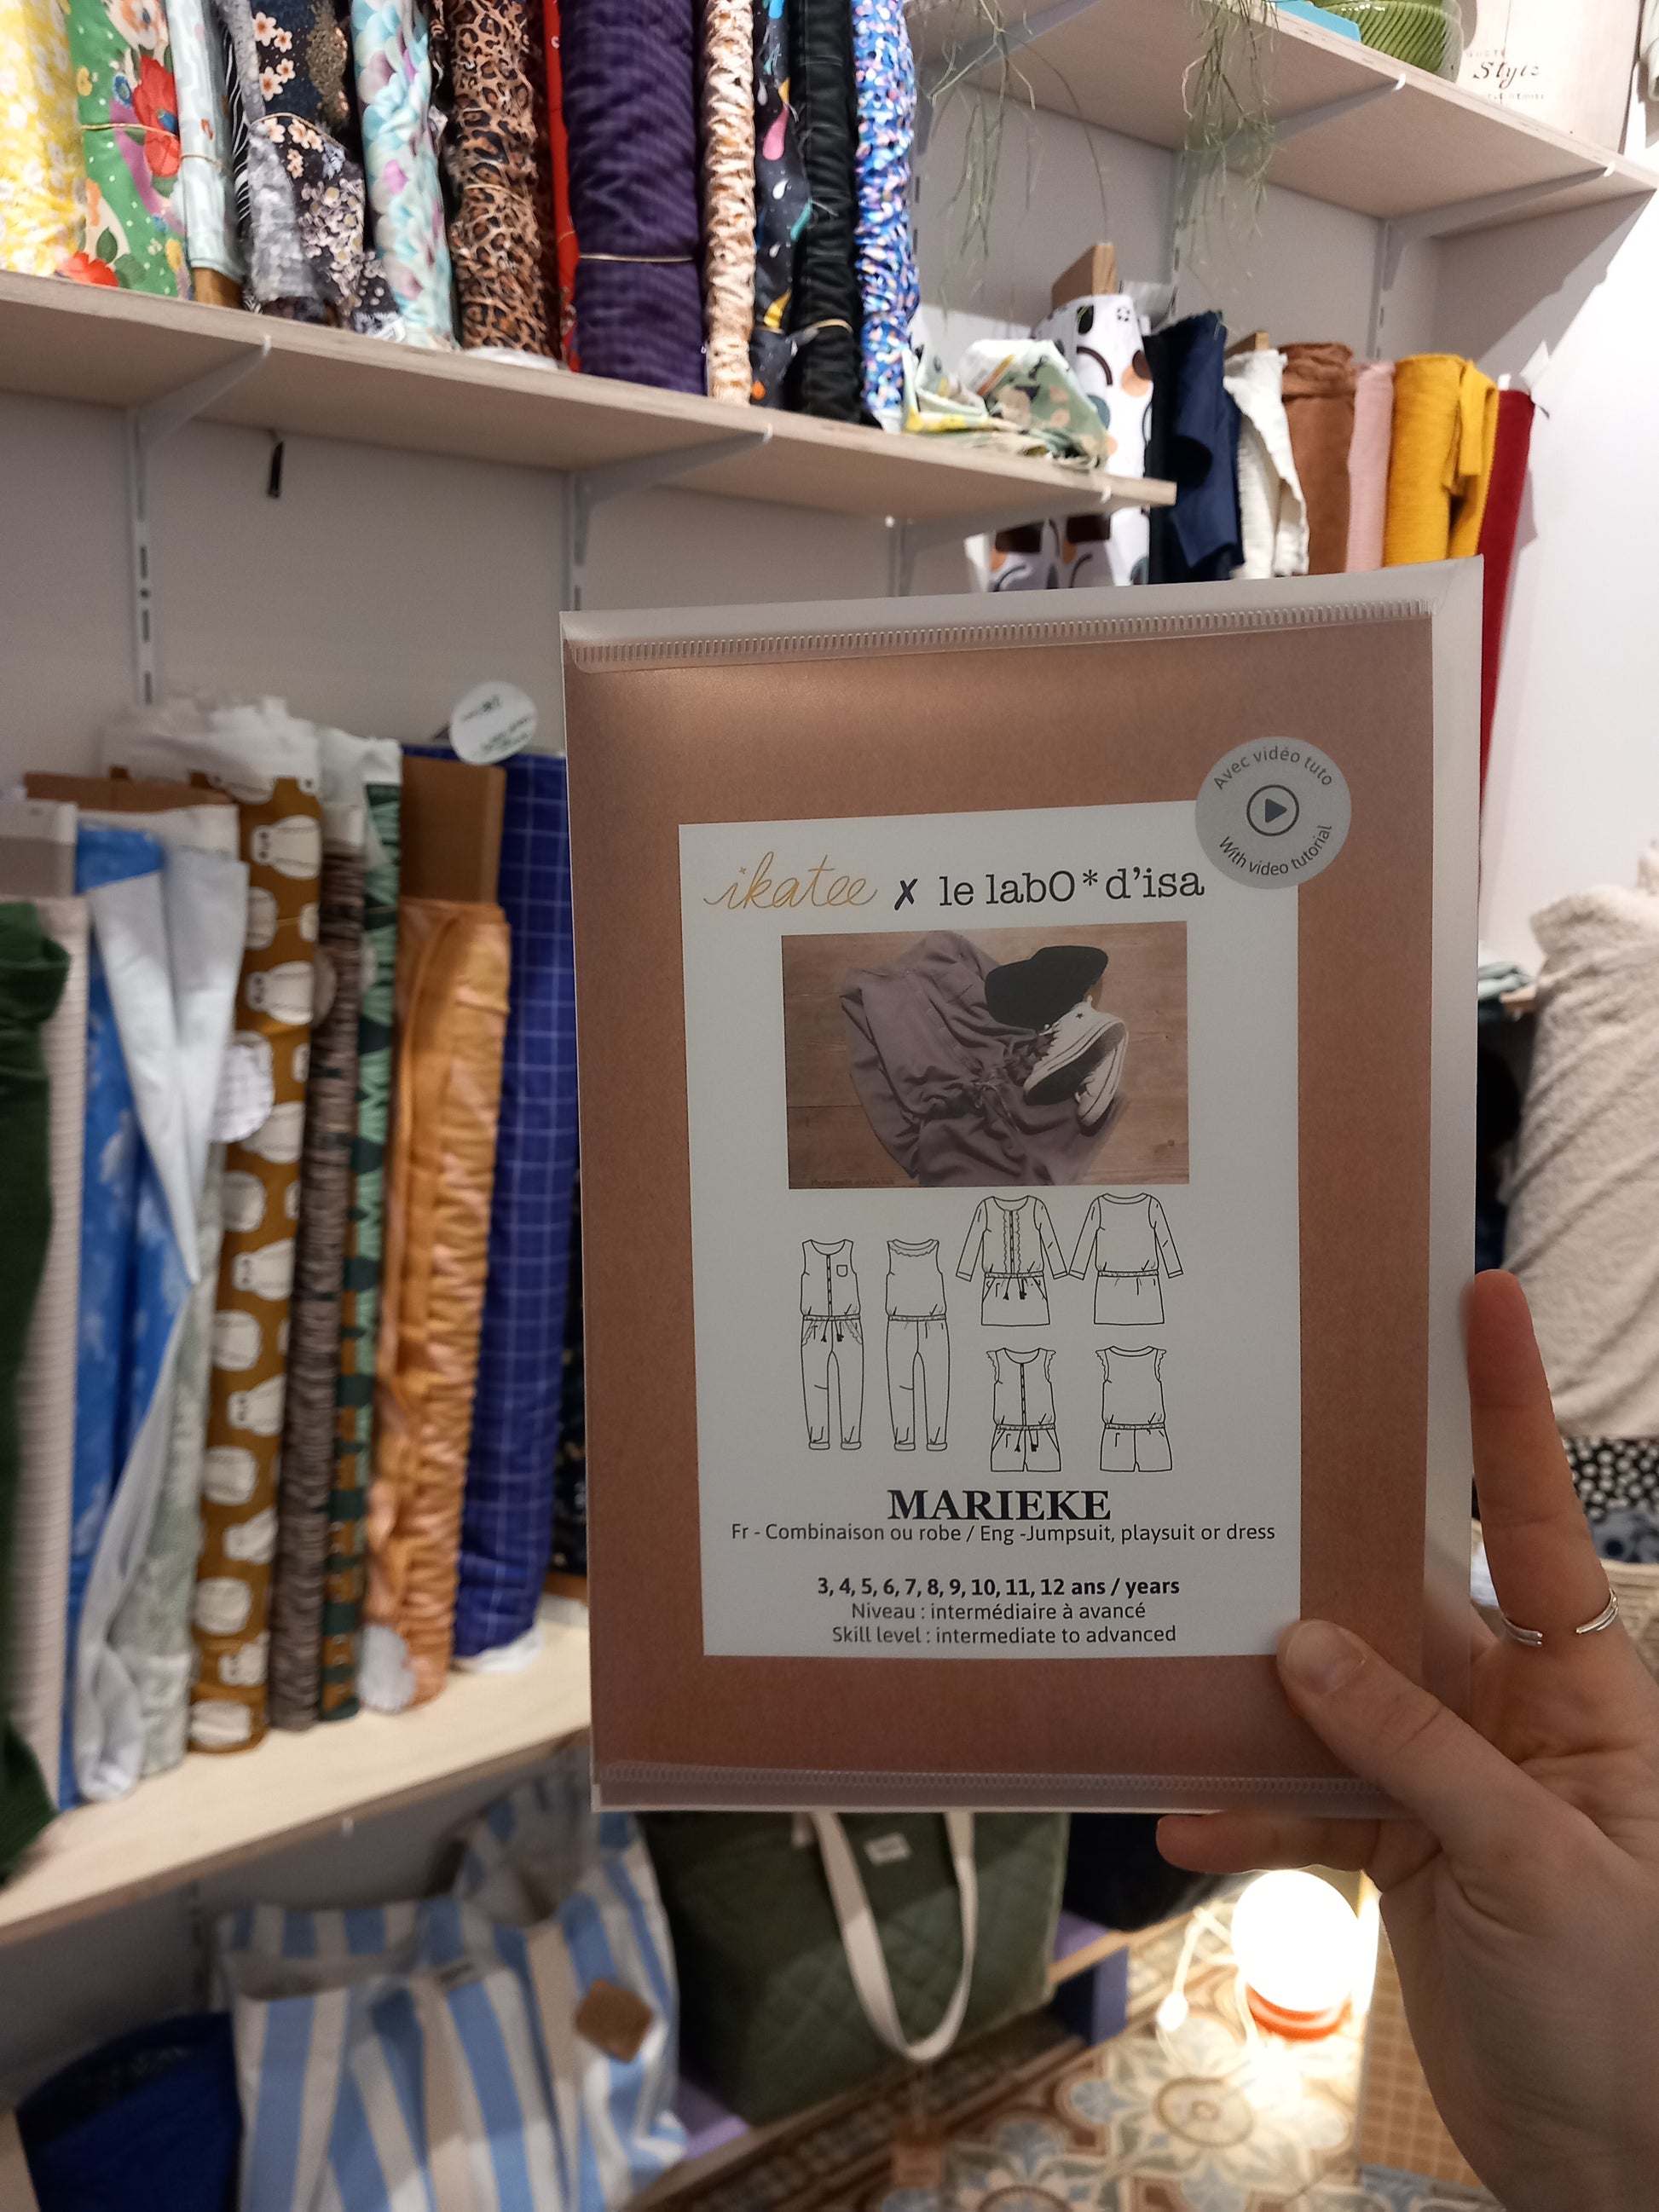 Style
Avec vidéo tuto
With video tutorial
ikatee x le labO*d'isa
MARIEKE
Fr - Combinaison ou robe / Eng -Jumpsuit, playsuit or dress
3, 4, 5, 6, 7, 8, 9, 10, 11, 12 ans / years
Niveau : intermédiaire à avancé
Skill level : intermediate to advanced